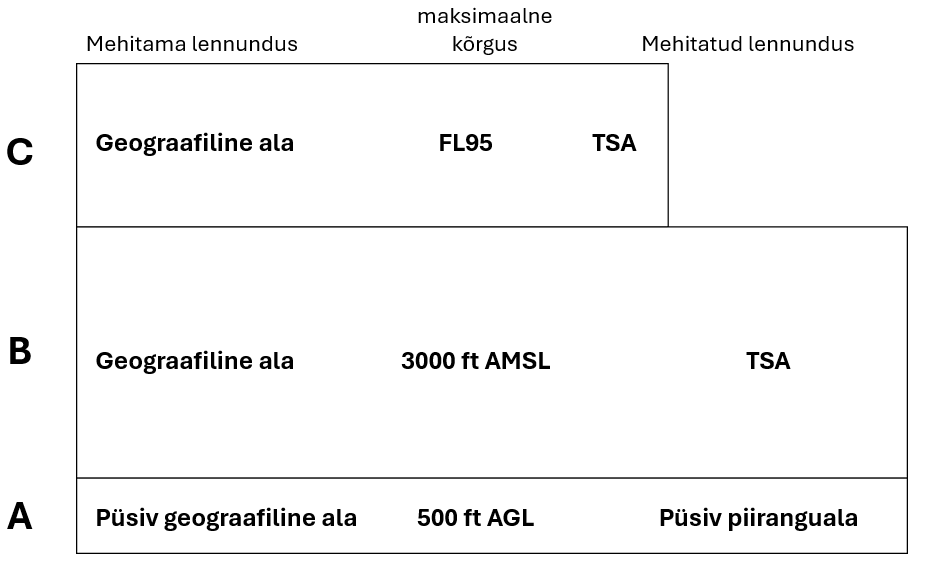 maksimaalne
Mehitama lennundus kõrgus Mehitatud lennundus
C Geograafiline ala FL95 TSA
B Geograafiline ala 3000 ft AMSL TSA
A Püsiv geograafiline ala 500 ft AGL Püsiv piiranguala